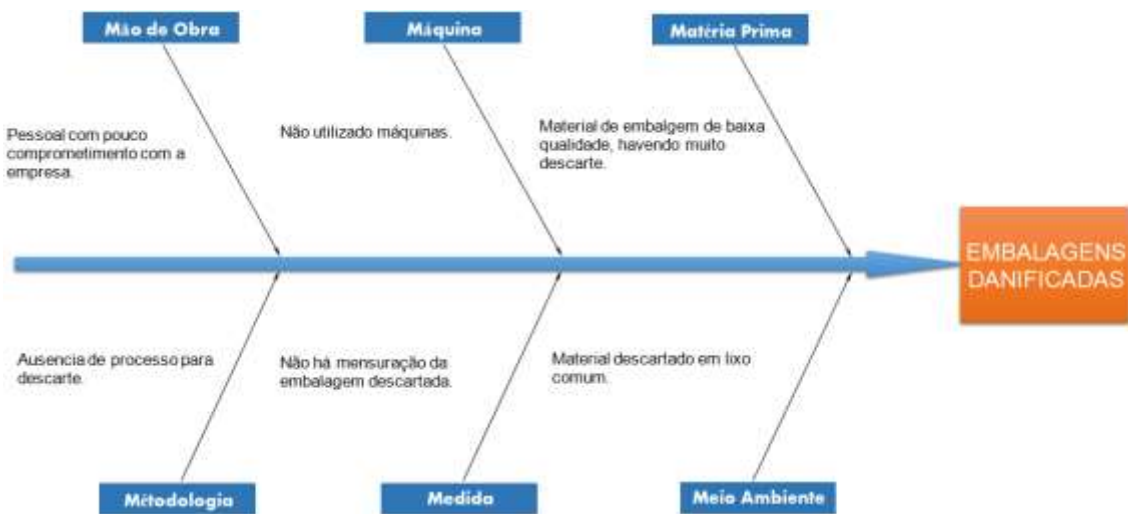 Mão de Obra
Máquina
Matéria Prima
Pessoal com pouco
comprometimento com a
empresa.
Não utilizado máquinas.
Material de embalgem de baixa
qualidade, havendo muito
descarte.
EMBALAGENS
DANIFICADAS
Ausencia de processo para
descarte.
Não há mensuração da
embalagem descartada.
Material descartado em lixo
comum.
Métodologia
Medida
Meio Ambiente